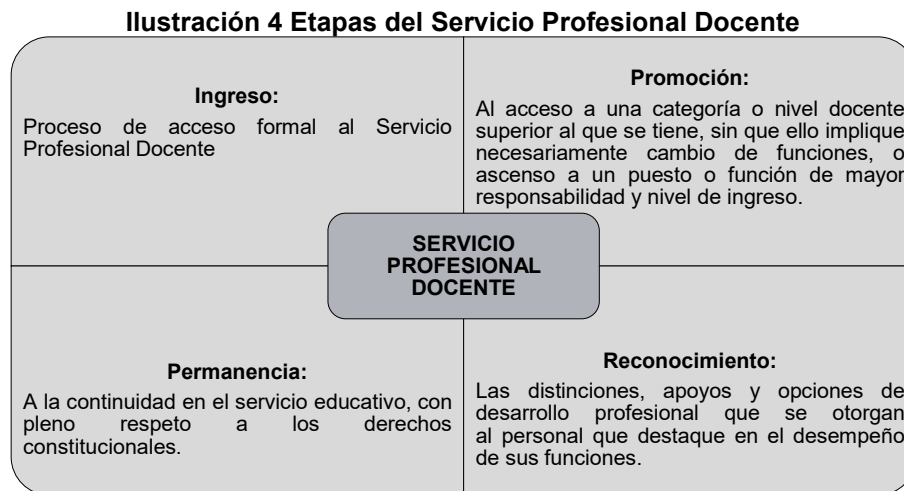 Ilustración 4 Etapas del Servicio Profesional Docente
Ingreso:
Proceso de acceso formal al Servicio
Profesional Docente
Promoción:
Al acceso a una categoría o nivel docente
superior al que se tiene, sin que ello implique
necesariamente cambio de funciones, o
ascenso a un puesto o función de mayor
responsabilidad y nivel de ingreso.
SERVICIO
PROFESIONAL
DOCENTE
Permanencia:
A la continuidad en el servicio educativo, con
pleno respeto a los derechos
constitucionales.
Reconocimiento:
Las distinciones, apoyos y opciones de
desarrollo profesional que se otorgan
al personal que destaque en el desempeño
de sus funciones.